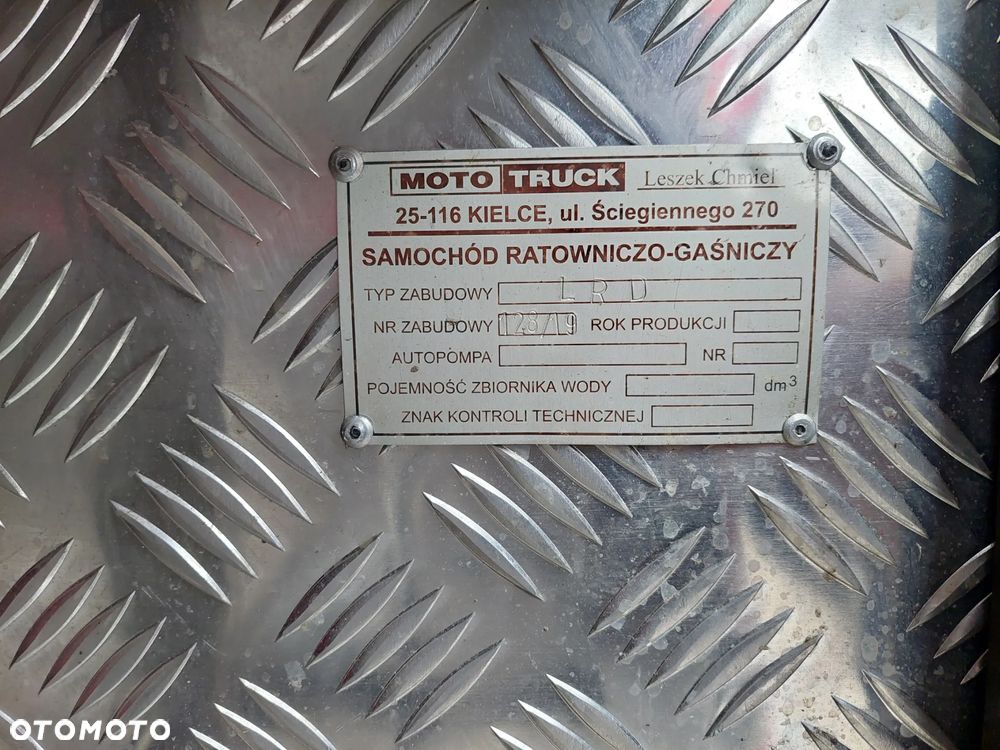 MOTO TRUCK Leszek Chmiel
25-116 KIELCE, ul. Ściegiennego 270
SAMOCHÓD RATOWNICZO-GAŚNICZY
TYP ZABUDOWY LRD
NR ZABUDOWY 128/19 ROK PRODUKCJI
AUTOPOMPA NR
POJEMNOŚĆ ZBIORNIKA WODY dm³
ZNAK KONTROLI TECHNICZNEJ
OTOMOTO